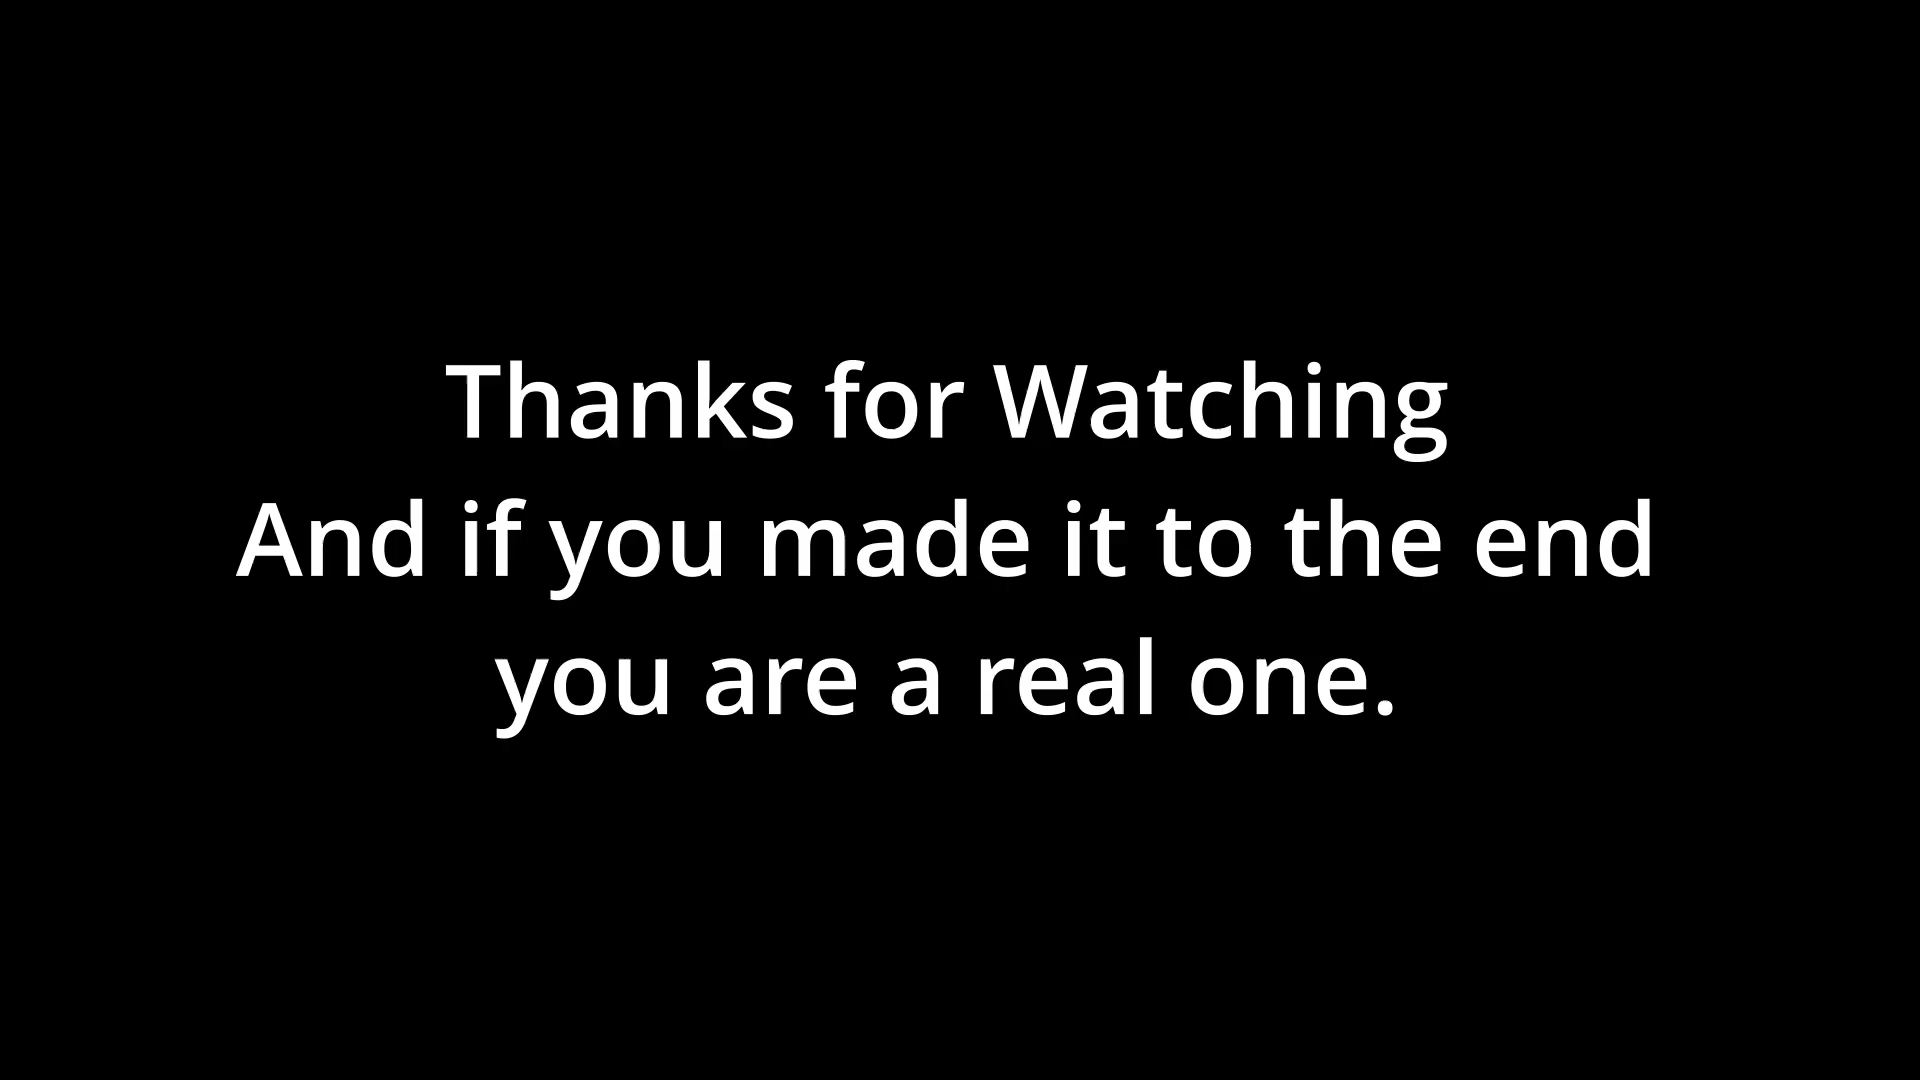 Thanks for Watching
And if you made it to the end
you are a real one.